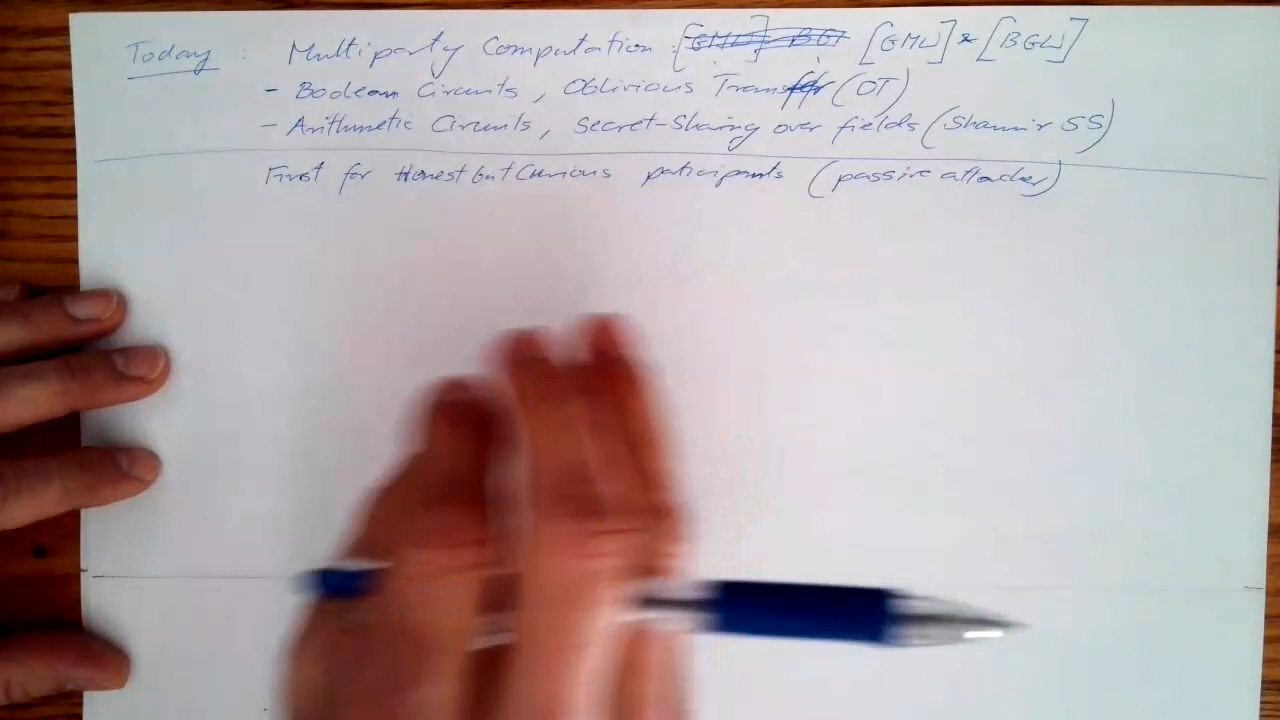 Today : Multiparty Computation : [GMW] & [BGW]
- Boolean Circuits, Oblivious Transfer (OT)
- Arithmetic Circuits, Secret-Sharing over fields (Shamir SS)
First for Honest but Curious participants (passive attacker)